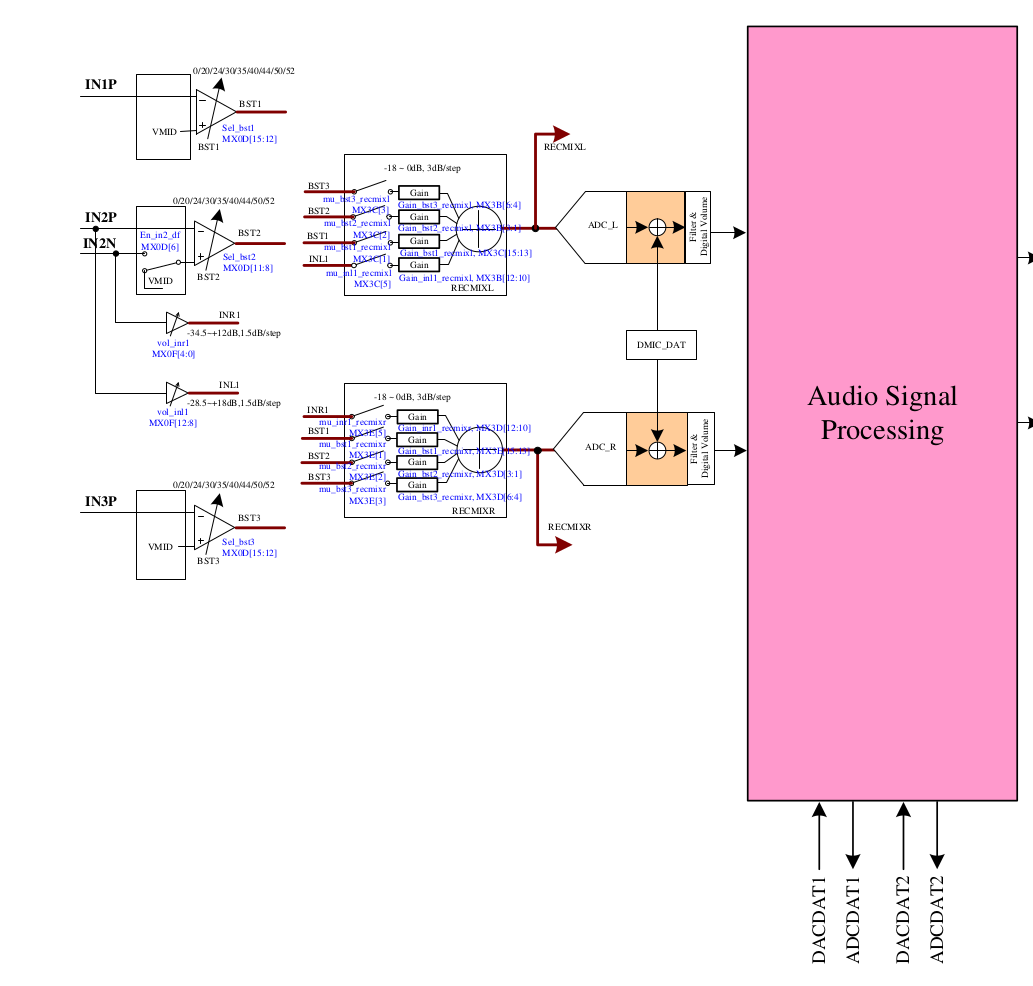 IN1P
0/20/24/30/35/40/44/50/52
BST1
VMID
Sel_bst1
MX0D[15:12]
BST1
IN2P
IN2N
0/20/24/30/35/40/44/50/52
En_in2_df
MX0D[6]
BST2
Sel_bst2
MX0D[11:8]
VMID
BST2
INR1
-34.5~+12dB,1.5dB/step
vol_inr1
MX0F[4:0]
INL1
-28.5~+18dB,1.5dB/step
vol_inl1
MX0F[12:8]
IN3P
0/20/24/30/35/40/44/50/52
BST3
VMID
Sel_bst3
MX0D[15:12]
BST3
-18 ~ 0dB, 3dB/step
BST3
Gain
mu_bst3_recmixl
MX3C[3]
Gain_bst3_recmixl, MX3B[6:4]
BST2
Gain
mu_bst2_recmixl
MX3C[2]
Gain_bst2_recmixl, MX3B[3:1]
BST1
Gain
mu_bst1_recmixl
MX3C[1]
Gain_bst1_recmixl, MX3C[15:13]
INL1
Gain
mu_inl1_recmixl
MX3C[5]
Gain_inl1_recmixl, MX3B[12:10]
RECMIXL
RECMIXL
ADC_L
Filter &
Digital Volume
DMIC_DAT
-18 ~ 0dB, 3dB/step
INR1
Gain
mu_inr1_recmixr
MX3E[5]
Gain_inr1_recmixr, MX3D[12:10]
BST1
Gain
mu_bst1_recmixr
MX3E[1]
Gain_bst1_recmixr, MX3E[15:13]
BST2
Gain
mu_bst2_recmixr
MX3E[2]
Gain_bst2_recmixr, MX3D[3:1]
BST3
Gain
mu_bst3_recmixr
MX3E[3]
Gain_bst3_recmixr, MX3D[6:4]
RECMIXR
RECMIXR
ADC_R
Filter &
Digital Volume
Audio Signal
Processing
DACDAT1
ADCDAT1
DACDAT2
ADCDAT2